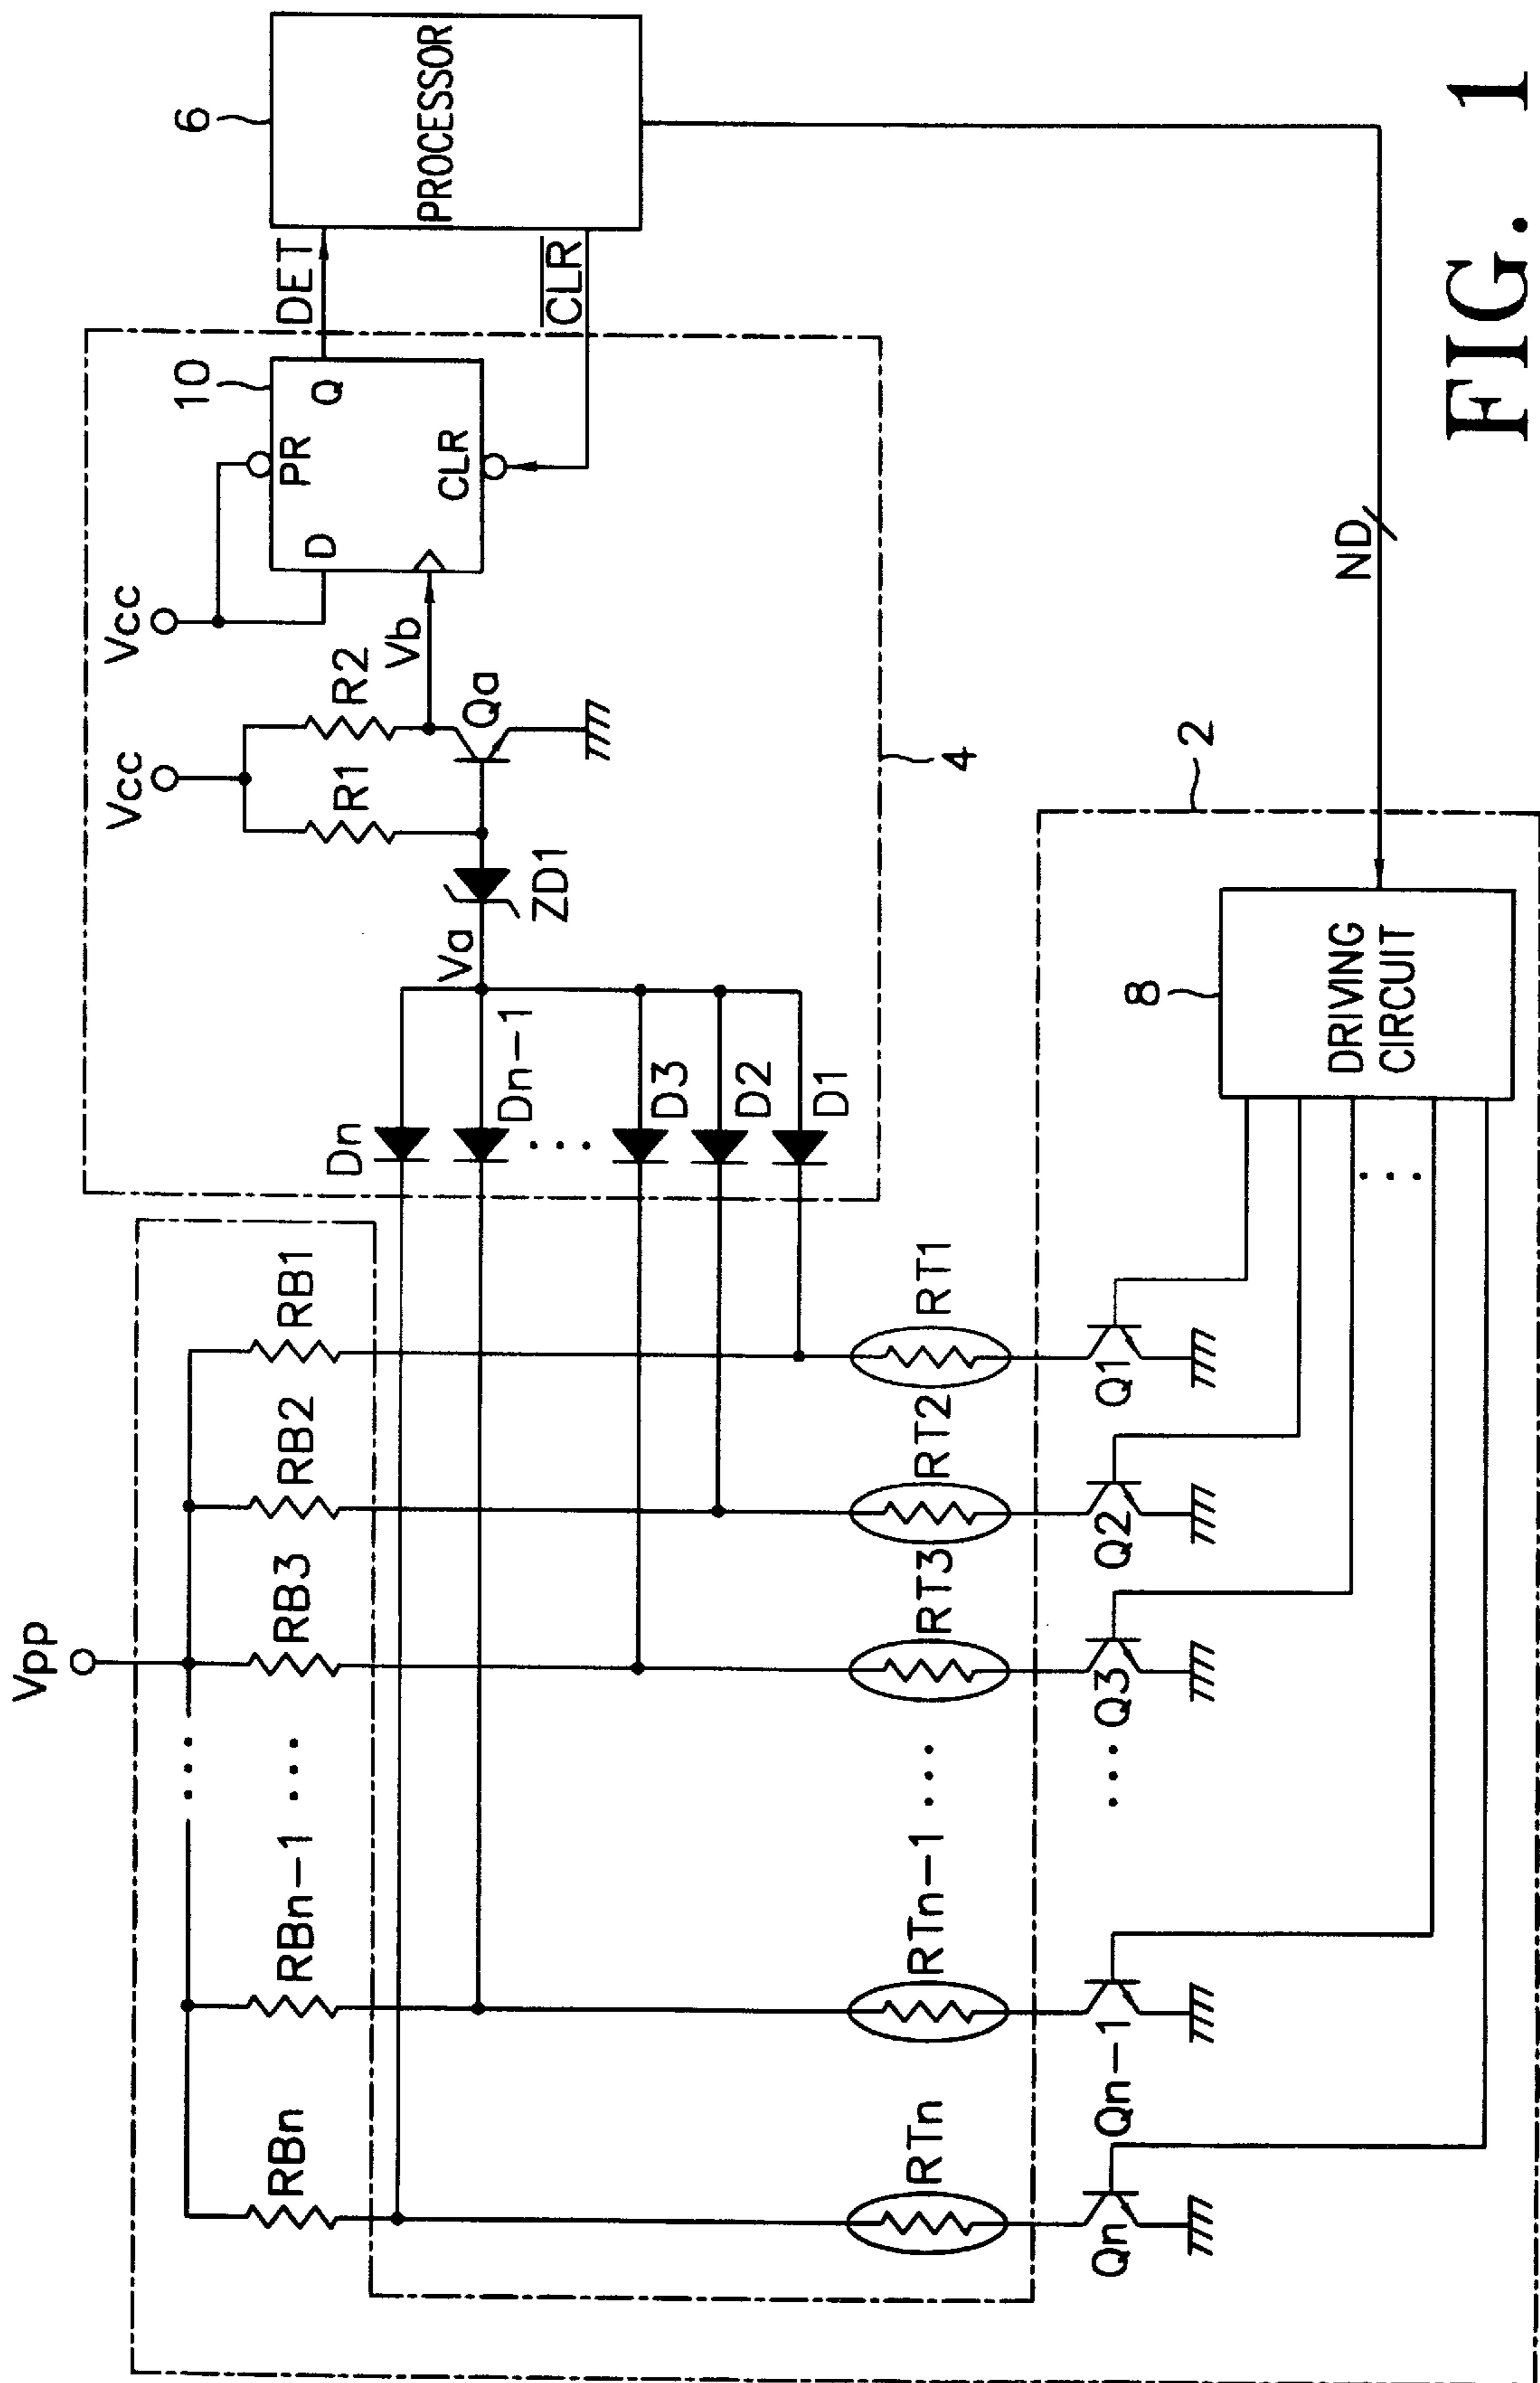 Vpp
RBn
RBn-1
...
RB3
RB2
RB1
Dn
Dn-1
...
D3
D2
D1
Va
ZD1
Vcc
R1
R2
Qa
Vb
Vcc
10
D
PR
Q
CLR
4
DET
CLR
6
PROCESSOR
RTn
RTn-1
...
RT3
RT2
RT1
Qn
Qn-1
...
Q3
Q2
Q1
...
2
8
DRIVING
CIRCUIT
ND
FIG. 1